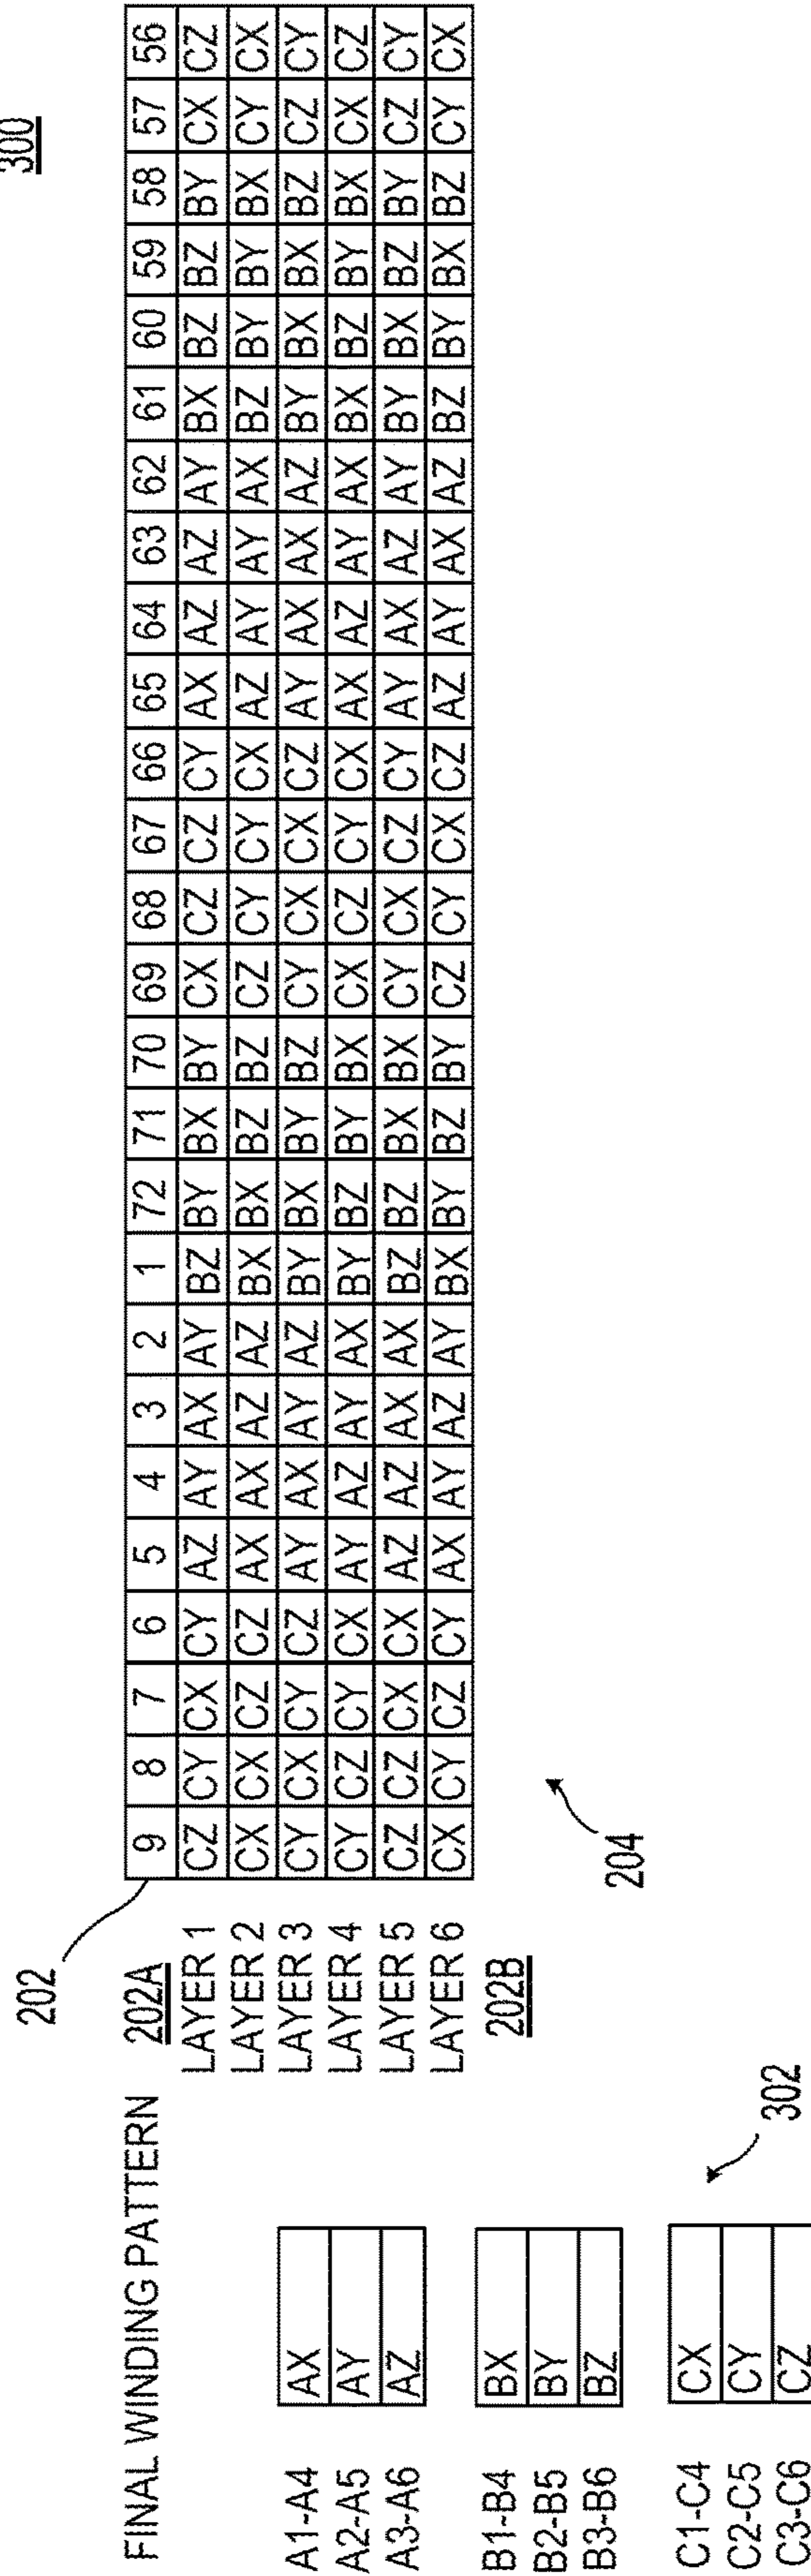 300
202
FINAL WINDING PATTERN
202A
9 8 7 6 5 4 3 2 1 72 71 70 69 68 67 66 65 64 63 62 61 60 59 58 57 56
LAYER 1 CZ CY CX CY AZ AY AX AY BZ BY BX BY CX CZ CZ CY AX AZ AZ AY BX BZ BZ BY CX CZ
LAYER 2 CX CX CZ CZ AX AX AZ AZ BX BX BZ BZ CZ CY CY CX AZ AY AY AX BZ BY BY BX CY CX
LAYER 3 CY CX CY CZ AY AX AY AZ BY BX BY BZ CY CX CX CZ AY AX AX AZ BY BX BX BZ CZ CY
LAYER 4 CY CZ CY CX AY AZ AY AX BY BZ BY BX CX CZ CY CX AX AZ AY AX BX BZ BY BX CX CZ
LAYER 5 CZ CZ CX CX AZ AZ AX AX BZ BZ BX BX CY CX CZ CY AY AX AZ AY BY BX BZ BY CZ CY
LAYER 6 CX CY CZ CY AX AY AZ AY BX BY BZ BY CZ CY CX CZ AZ AY AX AZ BZ BY BX BZ CY CX
202B
204
A1-A4 AX
A2-A5 AY
A3-A6 AZ
B1-B4 BX
B2-B5 BY
B3-B6 BZ
C1-C4 CX
C2-C5 CY
C3-C6 CZ
302